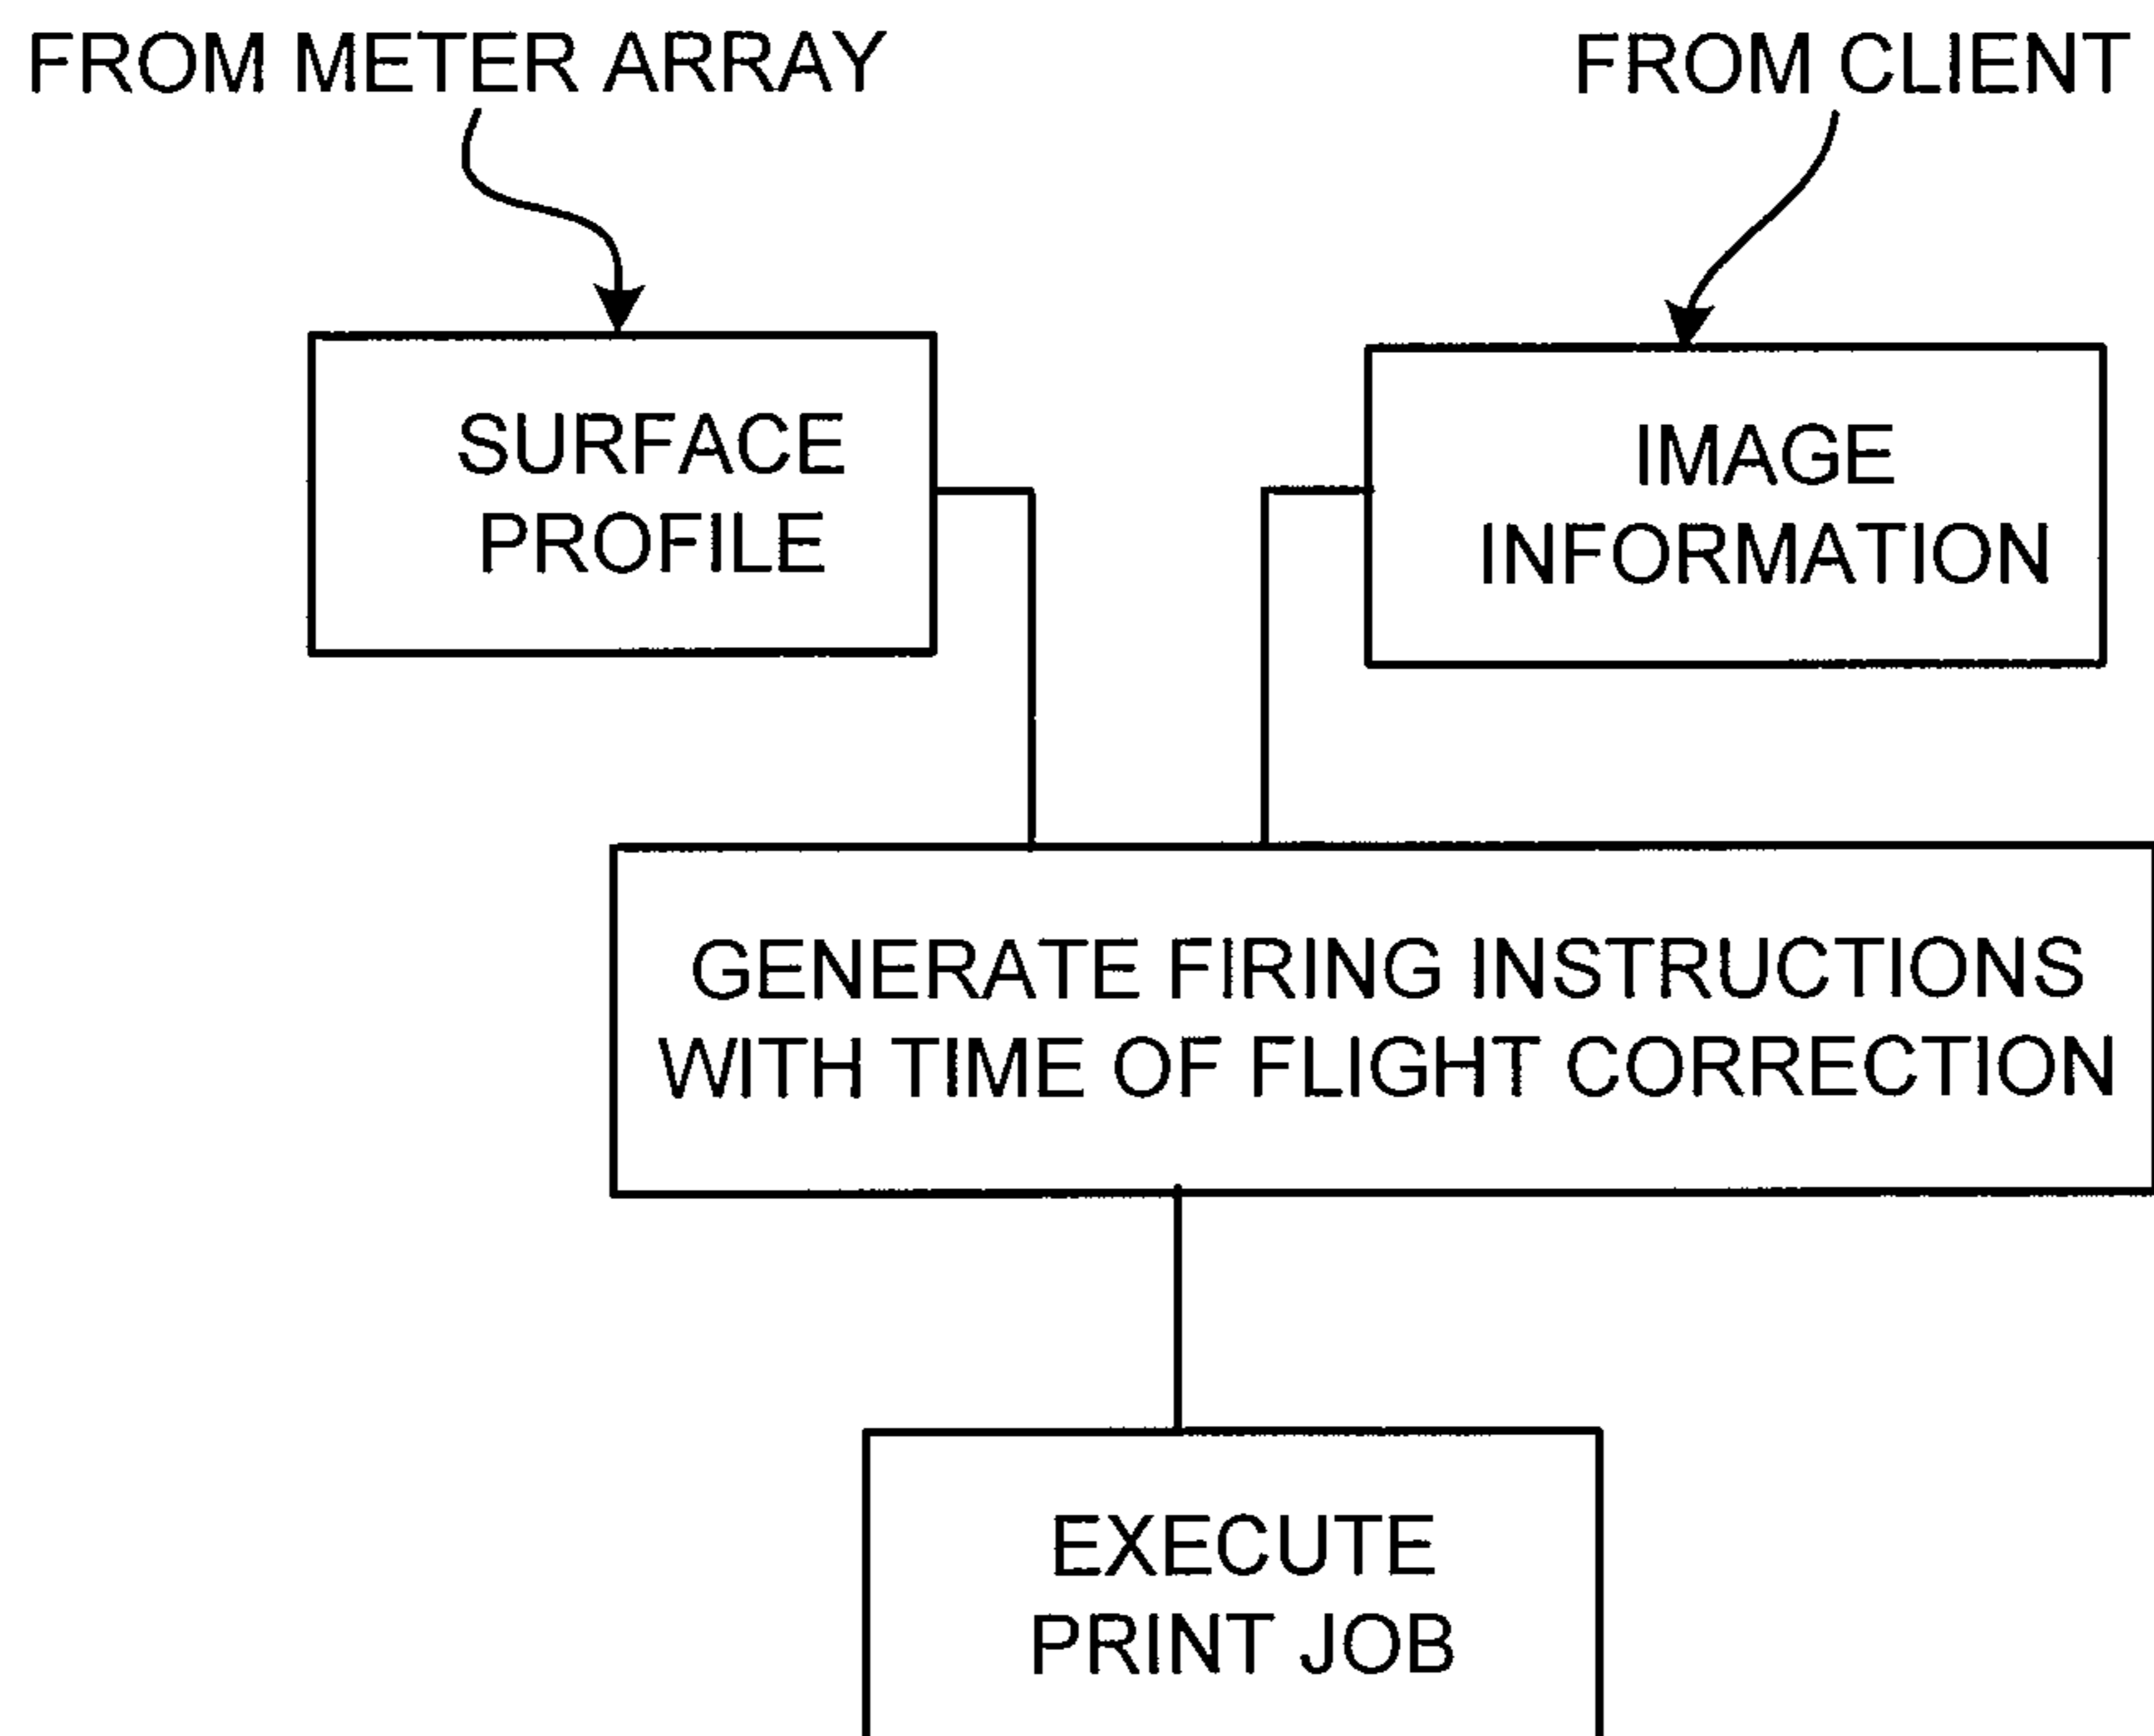 FROM METER ARRAY
FROM CLIENT
SURFACE
PROFILE
IMAGE
INFORMATION
GENERATE FIRING INSTRUCTIONS
WITH TIME OF FLIGHT CORRECTION
EXECUTE
PRINT JOB